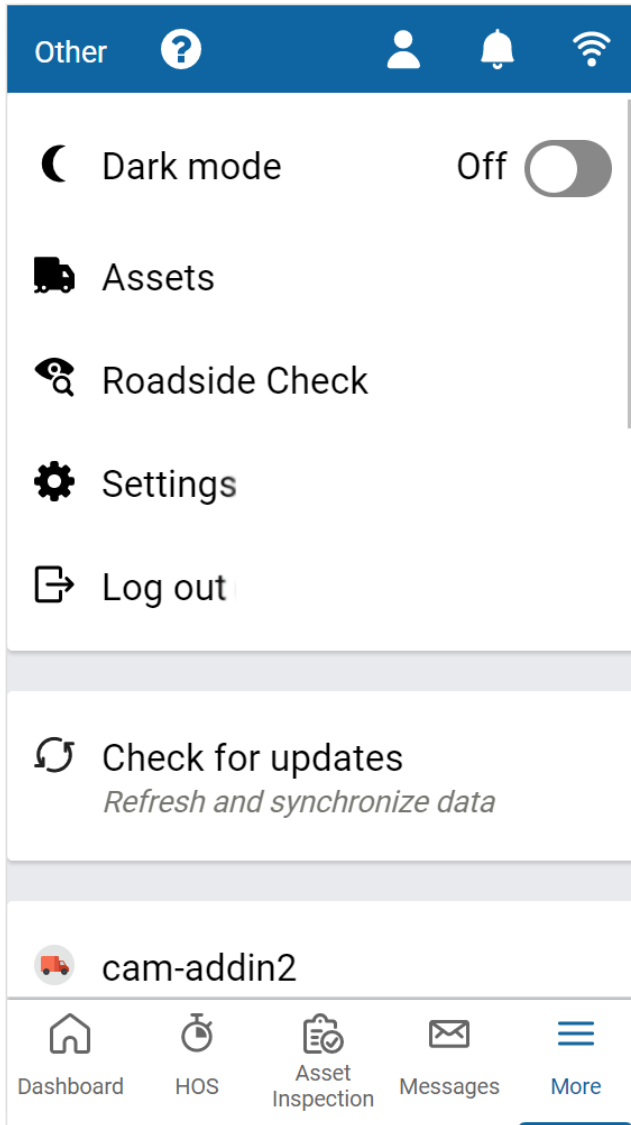 Other
Dark mode Off
Assets
Roadside Check
Settings
Log out
Check for updates
Refresh and synchronize data
cam-addin2
Dashboard HOS Asset Inspection Messages More